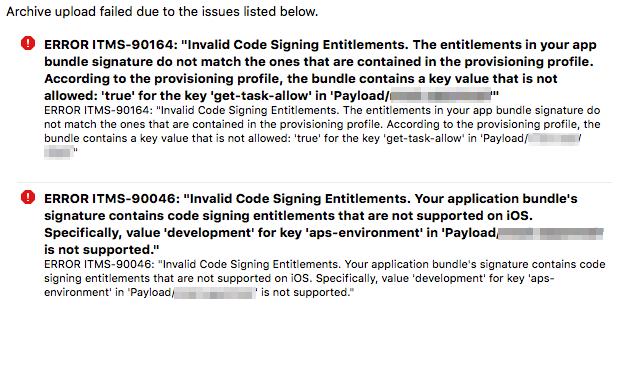 Archive upload failed due to the issues listed below.
ERROR ITMS-90164: "Invalid Code Signing Entitlements. The entitlements in your app
bundle signature do not match the ones that are contained in the provisioning profile.
According to the provisioning profile, the bundle contains a key value that is not
allowed: 'true' for the key 'get-task-allow' in 'Payload/ '"
ERROR ITMS-90164: "Invalid Code Signing Entitlements. The entitlements in your app bundle signature do
not match the ones that are contained in the provisioning profile. According to the provisioning profile, the
bundle contains a key value that is not allowed: 'true' for the key 'get-task-allow' in 'Payload/ /
"
ERROR ITMS-90046: "Invalid Code Signing Entitlements. Your application bundle's
signature contains code signing entitlements that are not supported on iOS.
Specifically, value 'development' for key 'aps-environment' in 'Payload/
is not supported."
ERROR ITMS-90046: "Invalid Code Signing Entitlements. Your application bundle's signature contains code
signing entitlements that are not supported on iOS. Specifically, value 'development' for key 'aps-
environment' in 'Payload/ ' is not supported."